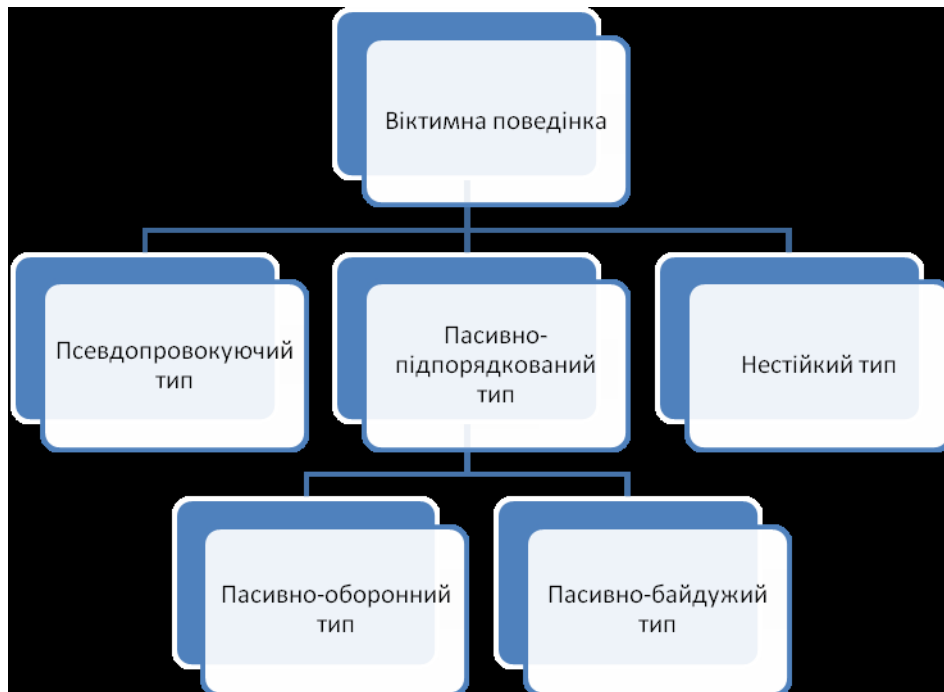 Віктимна поведінка
Псевдопровокуючий
тип
Пасивно-
підпорядкований
тип
Нестійкий тип
Пасивно-оборонний
тип
Пасивно-байдужий
тип